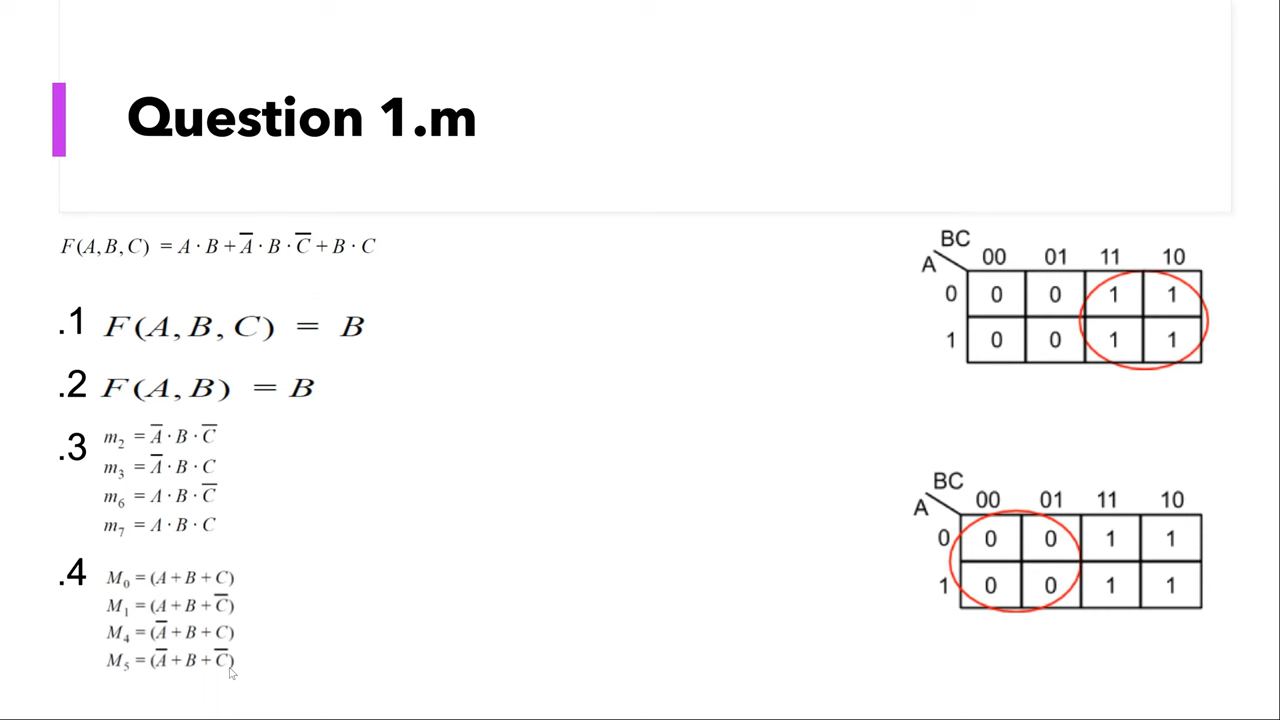 Question 1.m
F(A, B, C) = A · B + A̅ · B · C̅ + B · C
.1 F(A, B, C) = B
.2 F(A, B) = B
.3 m₂ = A̅ · B · C̅
m₃ = A̅ · B · C
m₆ = A · B · C̅
m₇ = A · B · C
.4 M₀ = (A + B + C)
M₁ = (A + B + C̅)
M₄ = (A̅ + B + C)
M₅ = (A̅ + B + C̅)
BC
A 00 01 11 10
0 0 0 1 1
1 0 0 1 1
BC
A 00 01 11 10
0 0 0 1 1
1 0 0 1 1